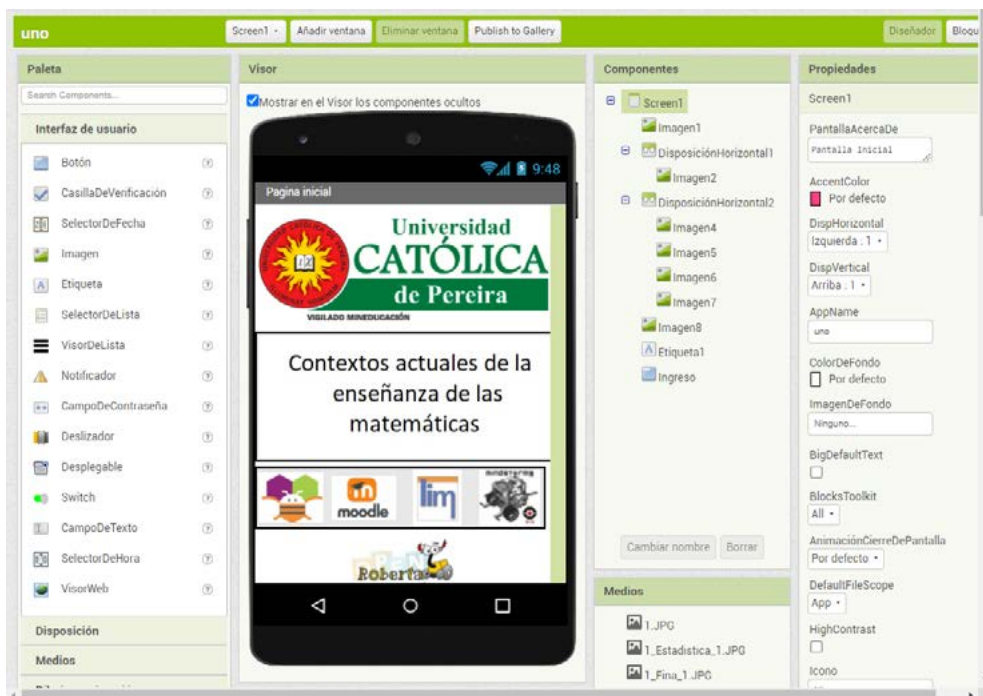 uno
Screen1
Añadir ventana
Eliminar ventana
Publish to Gallery
Diseñador
Bloqu
Paleta
Search Components...
Interfaz de usuario
Botón
CasillaDeVerificación
SelectorDeFecha
Imagen
Etiqueta
SelectorDeLista
VisorDeLista
Notificador
CampoDeContraseña
Deslizador
Desplegable
Switch
CampoDeTexto
SelectorDeHora
VisorWeb
Disposición
Medios
Visor
Mostrar en el Visor los componentes ocultos
9:48
Pagina inicial
Universidad
CATÓLICA
de Pereira
VIGILADO MINEDUCACIÓN
Contextos actuales de la
enseñanza de las
matemáticas
moodle
lim
mindstorms
Roberta
Componentes
Screen1
Imagen1
DisposiciónHorizontal1
Imagen2
DisposiciónHorizontal2
Imagen4
Imagen5
Imagen6
Imagen7
Imagen8
Etiqueta1
Ingreso
Cambiar nombre
Borrar
Medios
1.JPG
1_Estadistica_1.JPG
1_Fina_1.JPG
Propiedades
Screen1
PantallaAcercaDe
Pantalla Inicial
AccentColor
Por defecto
DispHorizontal
Izquierda : 1
DispVertical
Arriba : 1
AppName
uno
ColorDeFondo
Por defecto
ImagenDeFondo
Ninguno...
BigDefaultText
BlocksToolkit
All
AnimaciónCierreDePantalla
Por defecto
DefaultFileScope
App
HighContrast
Icono